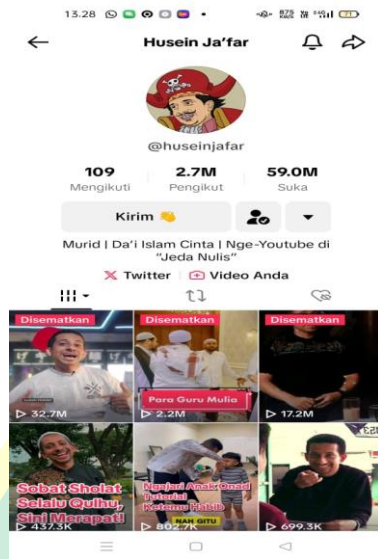 13.28
71
Husein Ja'far
@huseinjafar
109
Mengikuti
2.7M
Pengikut
59.0M
Suka
Kirim 👋
Murid | Da'i Islam Cinta | Nge-Youtube di
"Jeda Nulis"
Twitter
Video Anda
Disematkan
Disematkan
Disematkan
Para Guru Mulia
32.7M
2.2M
17.2M
Sobat Sholat
Selalu Qulhu,
Sini Merapat!
437.3K
Ngajari Anak Onad
Tutorial
Ketemu Habib
NAH GITU
802.7K
699.3K